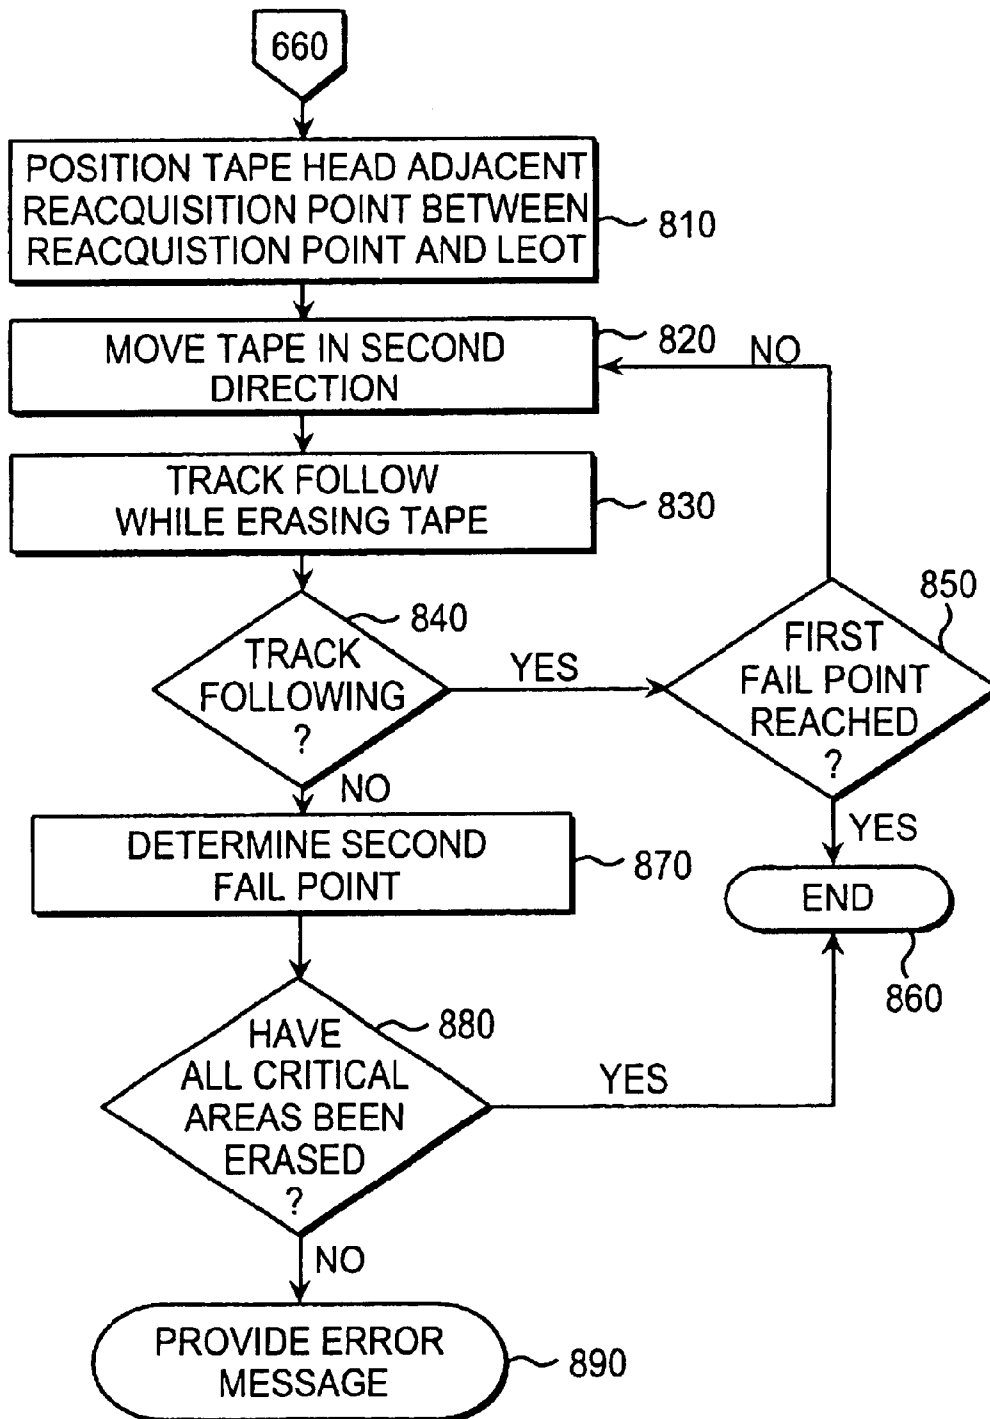 660
POSITION TAPE HEAD ADJACENT
REACQUISITION POINT BETWEEN
REACQUISTION POINT AND LEOT
810
MOVE TAPE IN SECOND
DIRECTION
820
NO
TRACK FOLLOW
WHILE ERASING TAPE
830
TRACK
FOLLOWING
?
840
YES
FIRST
FAIL POINT
REACHED
?
850
NO
YES
DETERMINE SECOND
FAIL POINT
870
END
860
HAVE
ALL CRITICAL
AREAS BEEN
ERASED
?
880
YES
NO
PROVIDE ERROR
MESSAGE
890